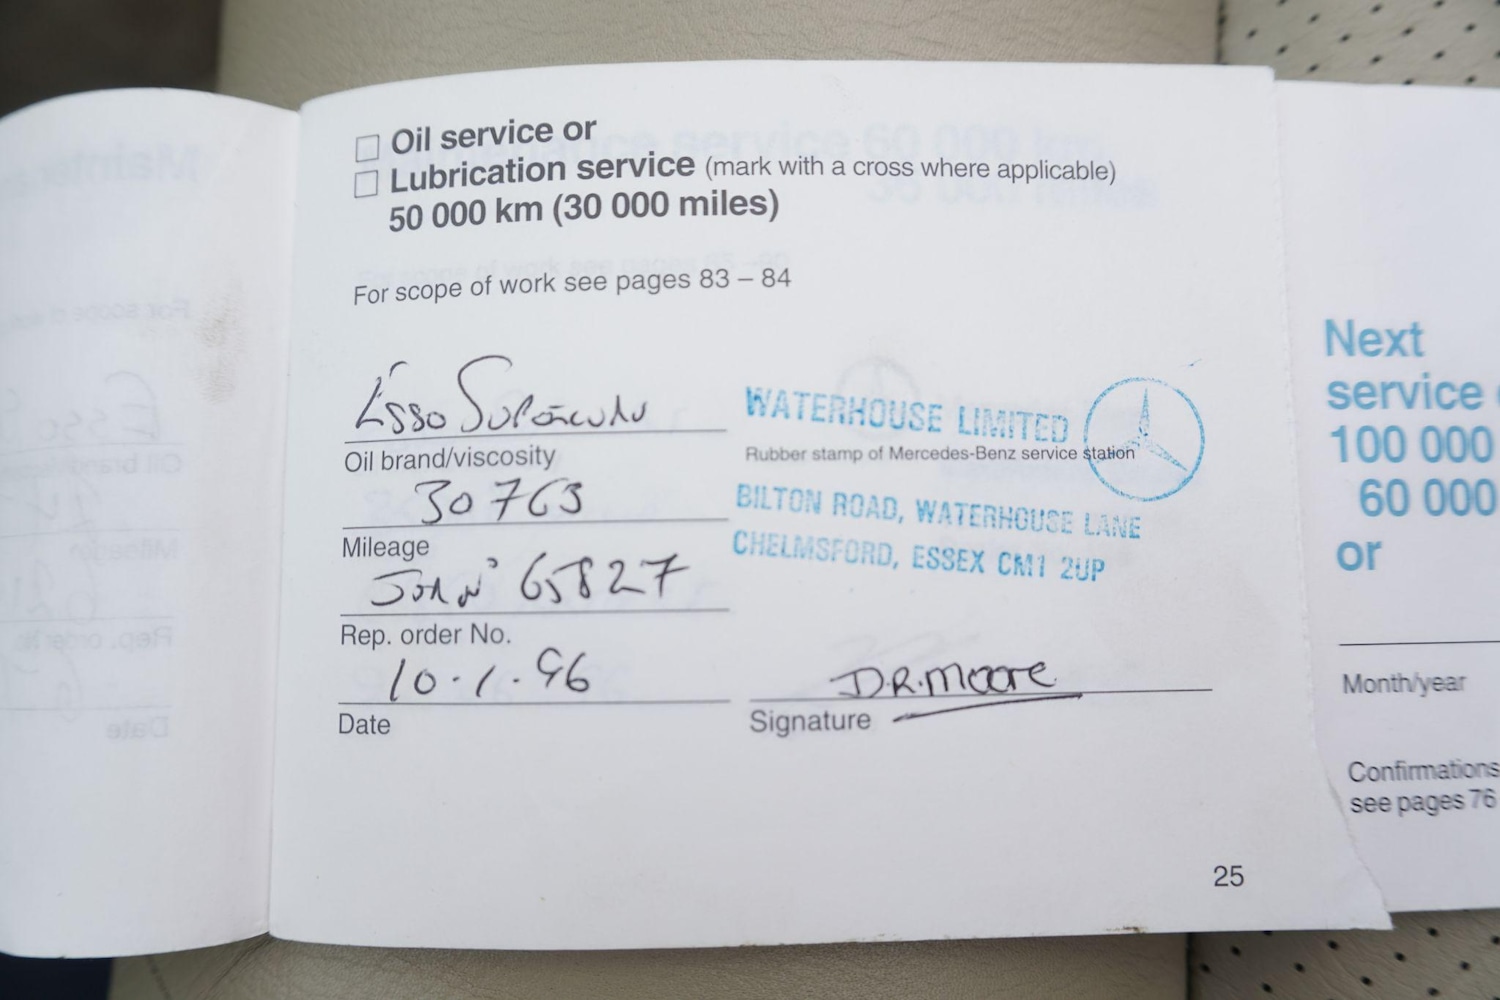 Oil service or
Lubrication service (mark with a cross where applicable)
50 000 km (30 000 miles)
For scope of work see pages 83 – 84
Esso
Oil brand/viscosity
30763
Mileage
65827
Rep. order No.
10.1.96
Date
WATERHOUSE LIMITED
Rubber stamp of Mercedes-Benz service station
BILTON ROAD, WATERHOUSE LANE
CHELMSFORD, ESSEX CM1 2UP
D.R.Moore
Signature
25
Next
service
100 000
60 000
or
Month/year
Confirmations
see pages 76